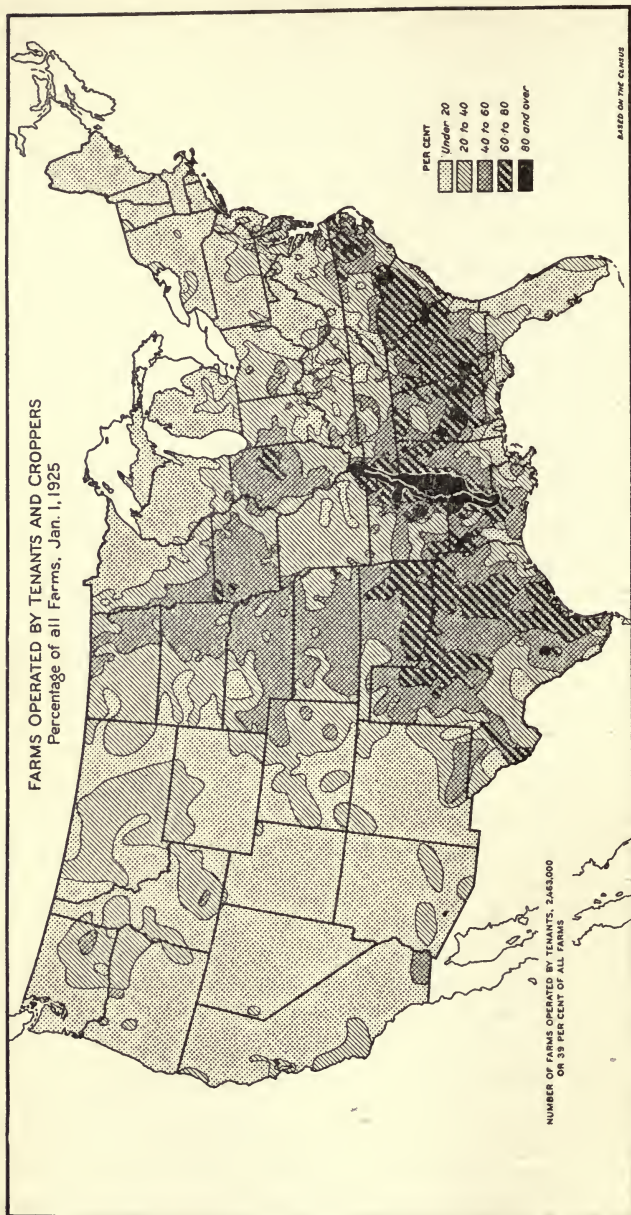 FARMS OPERATED BY TENANTS AND CROPPERS
Percentage of all Farms, Jan. 1, 1925
PER CENT
Under 20
20 to 40
40 to 60
60 to 80
80 and over
NUMBER OF FARMS OPERATED BY TENANTS, 2,463,000
OR 39 PER CENT OF ALL FARMS
BASED ON THE CENSUS